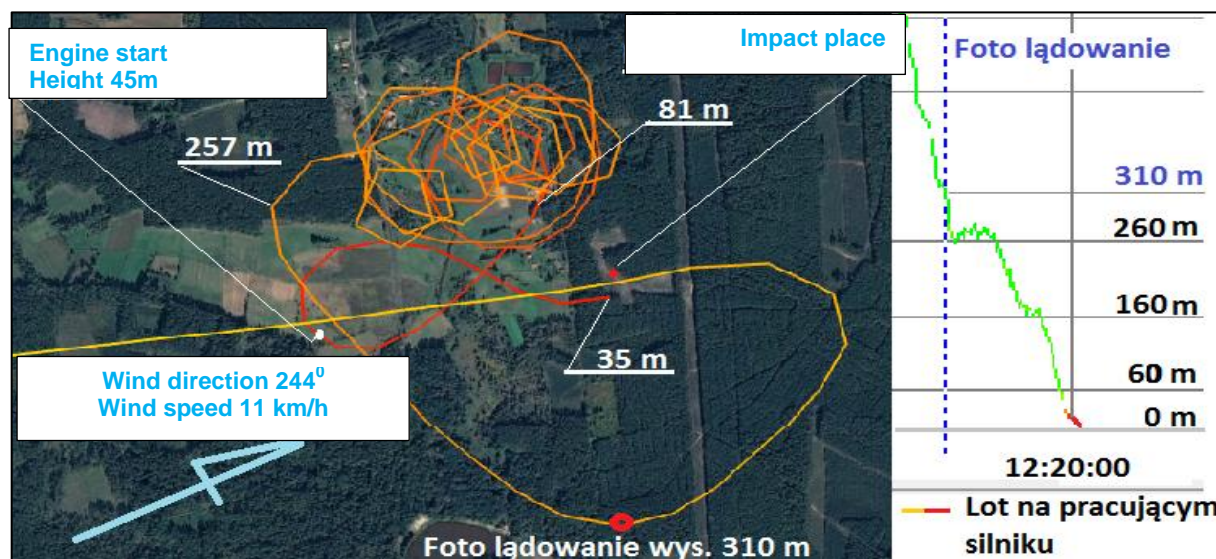 Engine start
Height 45m
Impact place
81 m
257 m
35 m
Wind direction 244⁰
Wind speed 11 km/h
Foto lądowanie wys. 310 m
Foto lądowanie
310 m
260 m
160 m
60 m
0 m
12:20:00
Lot na pracującym
silniku